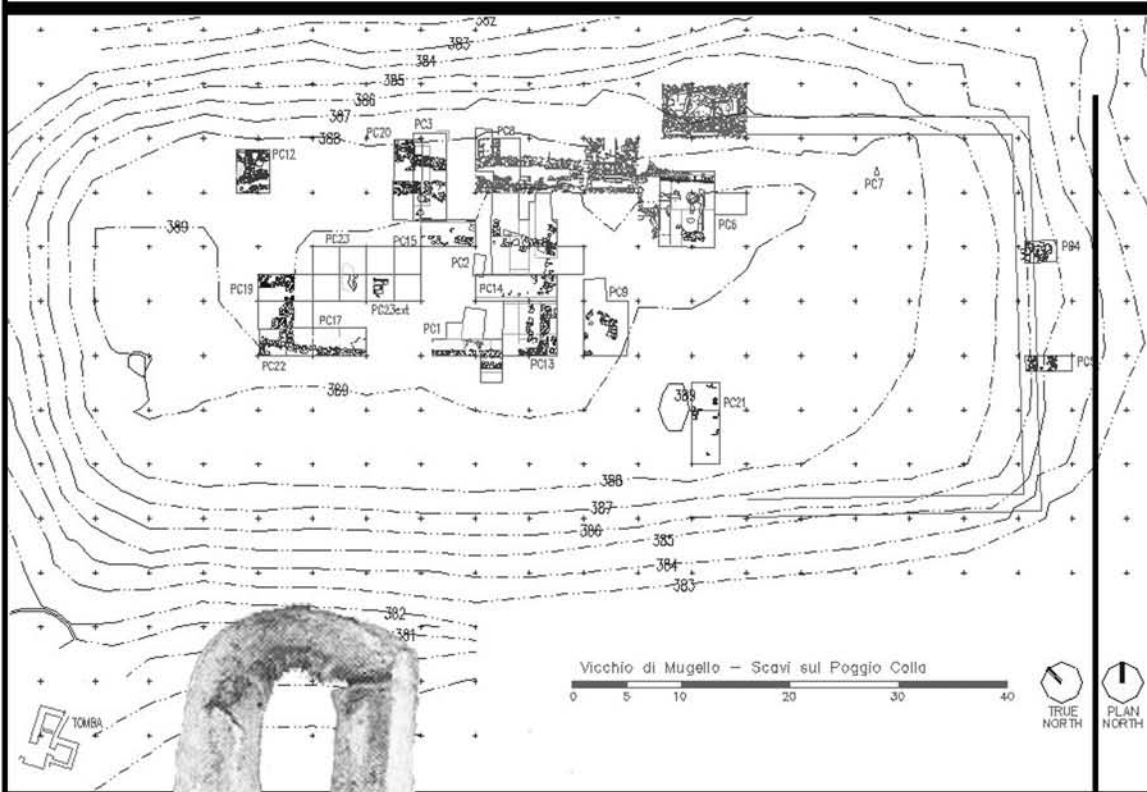 382
383
384
385
386
387
388
PC20
PC3
PC8
PC12
PC7
PC6
389
PC23
PC15
PC2
PC19
PC14
PC9
PC23ext
PC17
PC1
PC22
PC13
389
389
PC21
388
387
386
385
384
383
382
381
Vicchio di Mugello – Scavi sul Poggio Colla
0 5 10 20 30 40
TRUE NORTH
PLAN NORTH
TOMBA